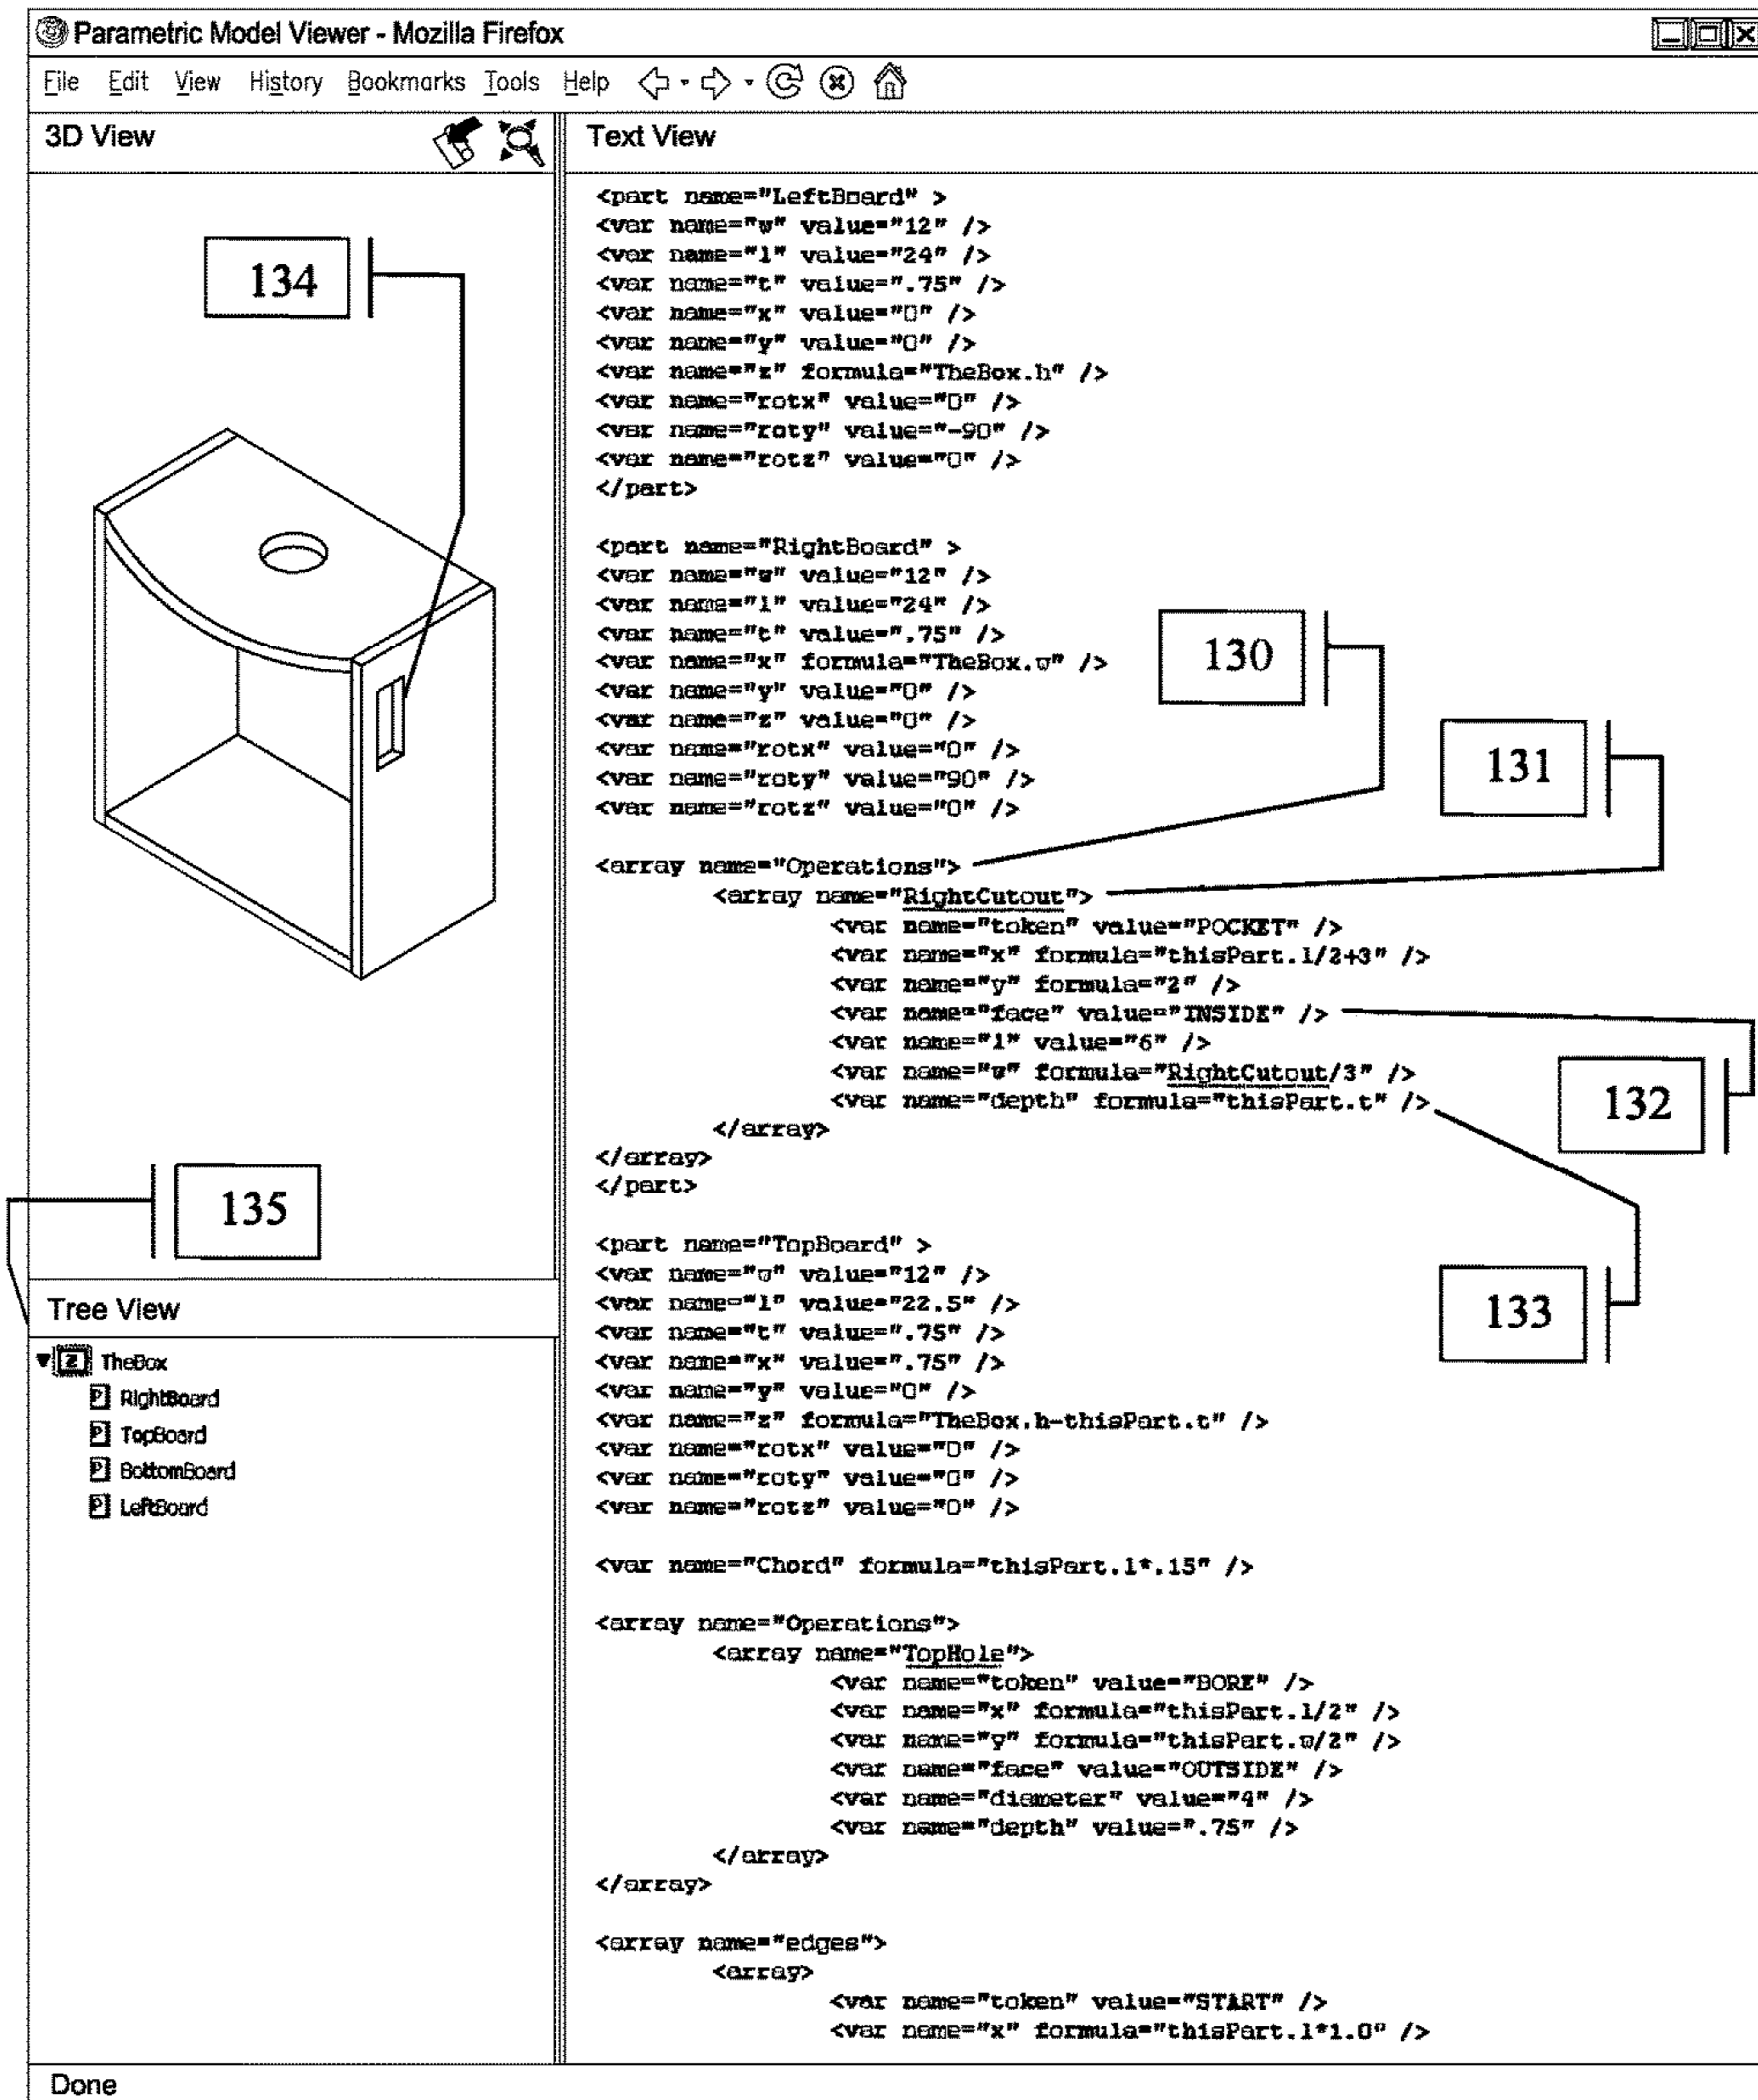 Parametric Model Viewer - Mozilla Firefox
File Edit View History Bookmarks Tools Help
3D View
134
135
Tree View
TheBox
RightBoard
TopBoard
BottomBoard
LeftBoard
Text View
<part name="LeftBoard" >
<var name="w" value="12" />
<var name="l" value="24" />
<var name="t" value=".75" />
<var name="x" value="0" />
<var name="y" value="0" />
<var name="z" formula="TheBox.h" />
<var name="rotx" value="0" />
<var name="roty" value="-90" />
<var name="rotz" value="0" />
</part>
<part name="RightBoard" >
<var name="w" value="12" />
<var name="l" value="24" />
<var name="t" value=".75" />
<var name="x" formula="TheBox.w" />
<var name="y" value="0" />
<var name="z" value="0" />
<var name="rotx" value="0" />
<var name="roty" value="90" />
<var name="rotz" value="0" />
130
131
<array name="Operations">
<array name="RightCutout">
<var name="token" value="POCKET" />
<var name="x" formula="thisPart.l/2+3" />
<var name="y" formula="2" />
<var name="face" value="INSIDE" />
<var name="l" value="6" />
<var name="w" formula="RightCutout/3" />
<var name="depth" formula="thisPart.t" />
</array>
</array>
</part>
132
133
<part name="TopBoard" >
<var name="w" value="12" />
<var name="l" value="22.5" />
<var name="t" value=".75" />
<var name="x" value=".75" />
<var name="y" value="0" />
<var name="z" formula="TheBox.h-thisPart.t" />
<var name="rotx" value="0" />
<var name="roty" value="0" />
<var name="rotz" value="0" />
<var name="Chord" formula="thisPart.l*.15" />
<array name="Operations">
<array name="TopHole">
<var name="token" value="BORE" />
<var name="x" formula="thisPart.l/2" />
<var name="y" formula="thisPart.w/2" />
<var name="face" value="OUTSIDE" />
<var name="diameter" value="4" />
<var name="depth" value=".75" />
</array>
</array>
<array name="edges">
<array>
<var name="token" value="START" />
<var name="x" formula="thisPart.l*1.0" />
Done